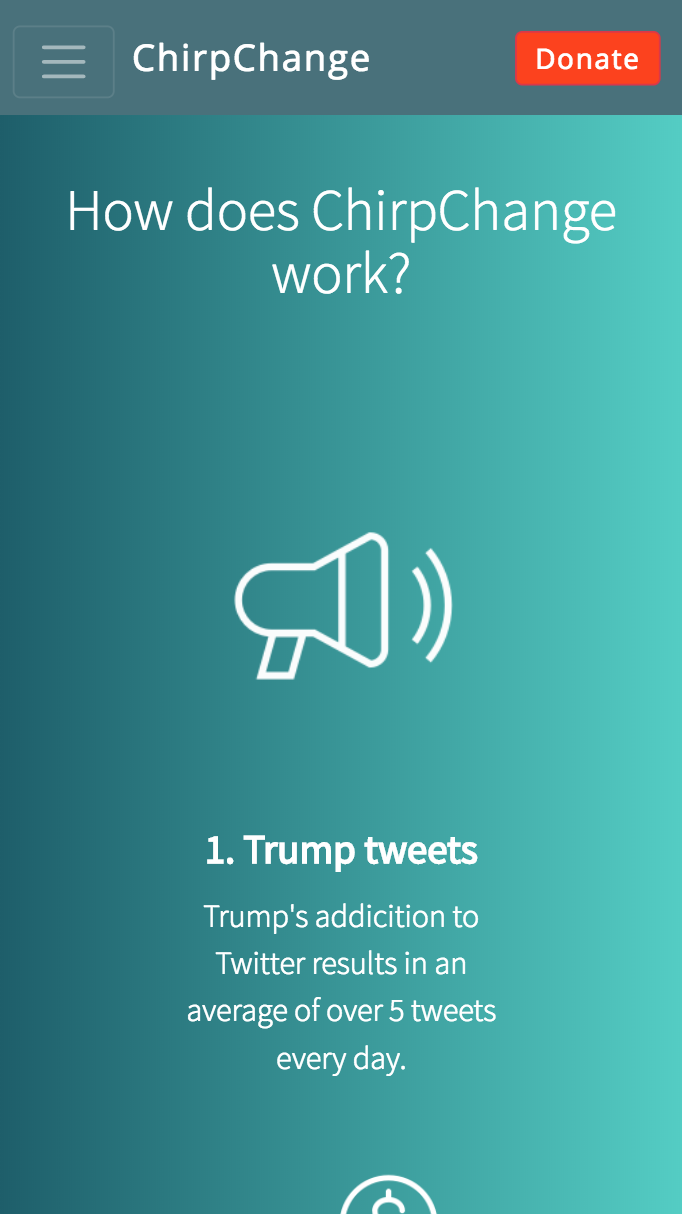 ChirpChange
Donate
How does ChirpChange
work?
1. Trump tweets
Trump's addicition to
Twitter results in an
average of over 5 tweets
every day.